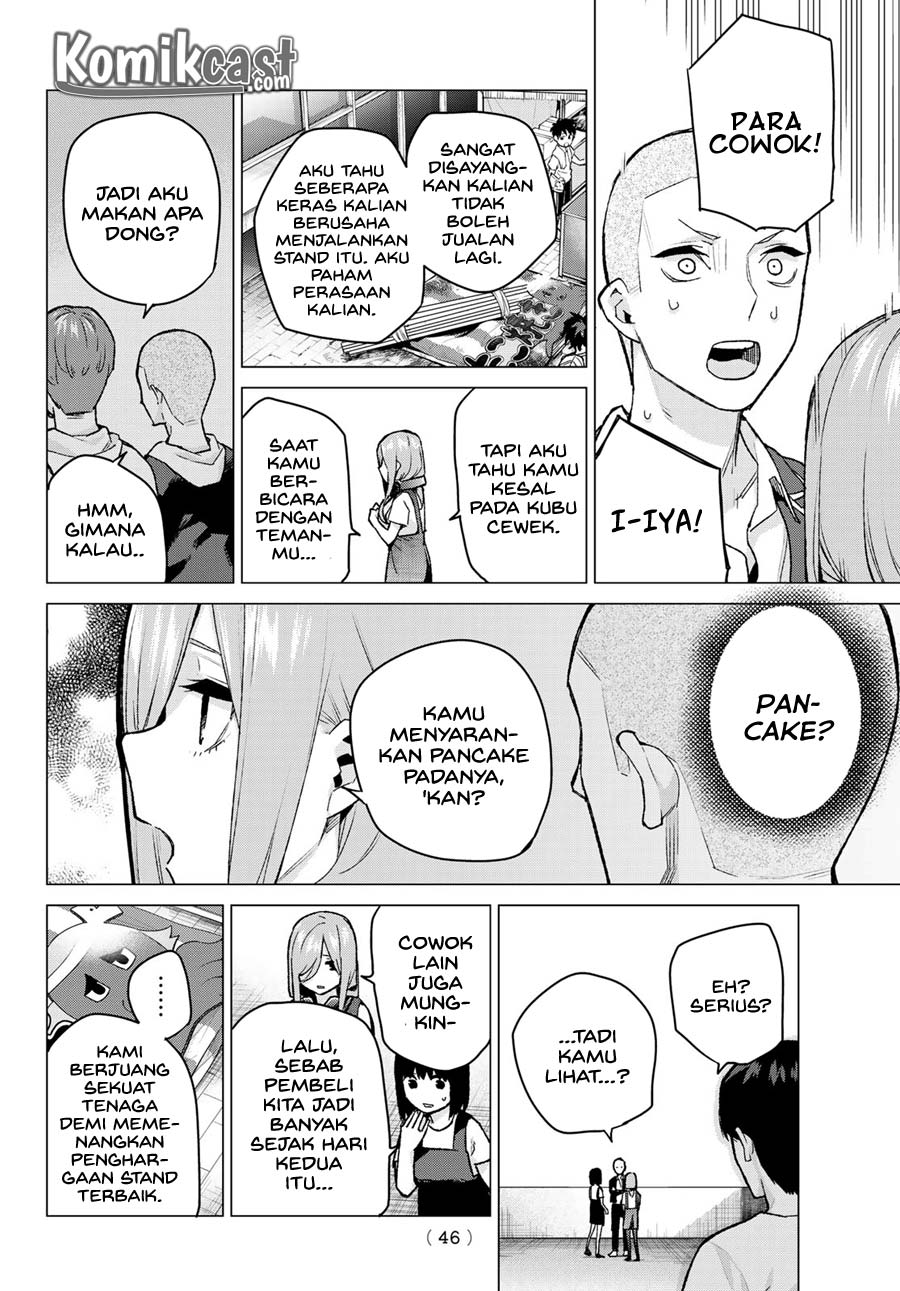 Komikcast
.com
PARA
COWOK!
I-IYA!
SANGAT
DISAYANG-
KAN KALIAN
TIDAK
BOLEH
JUALAN
LAGI.
AKU TAHU
SEBERAPA
KERAS KALIAN
BERUSAHA
MENJALANKAN
STAND ITU. AKU
PAHAM
PERASAAN
KALIAN.
TAPI AKU
TAHU KAMU
KESAL
PADA KUBU
CEWEK.
SAAT
KAMU
BER-
BICARA
DENGAN
TEMAN-
MU...
JADI AKU
MAKAN APA
DONG?
HMM,
GIMANA
KALAU..
PAN-
CAKE?
KAMU
MENYARAN-
KAN PANCAKE
PADANYA,
'KAN?
EH?
SERIUS?
...TADI
KAMU
LIHAT...?
COWOK
LAIN
JUGA
MUNG-
KIN-
LALU,
SEBAB
PEMBELI
KITA JADI
BANYAK
SEJAK HARI
KEDUA
ITU...
.....
KAMI
BERJUANG
SEKUAT
TENAGA
DEMI MEME-
NANGKAN
PENGHAR-
GAAN STAND
TERBAIK.
( 46 )